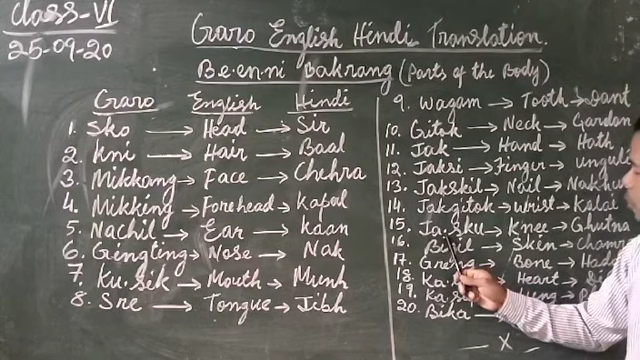 Class-VI
25-09-20
Garo English Hindi Translation.
Be.en.ni Bakrang (Parts of the Body)
Garo English Hindi
1. Sko → Head → Sir
2. Kni → Hair → Baal
3. Mikkang → Face → Chehra
4. Mikking → Forehead → Kapal
5. Nachil → Ear → Kaan
6. Gingting → Nose → Nak
7. Ku.sik → Mouth → Munh
8. Sre → Tongue → Jibh
9. Wagam → Tooth → Dant
10. Gitok → Neck → Gardan
11. Jak → Hand → Hath
12. Jaksi → Finger → Unguli
13. Jakskil → Nail →
14. Jakgitok → Wrist → Kalai
15. Ja.sku → Knee → Ghutna
16. Bigil → Skin → Chamra
17. Greng → Bone →
18. → Heart →
19.
20. Bika →
— X —